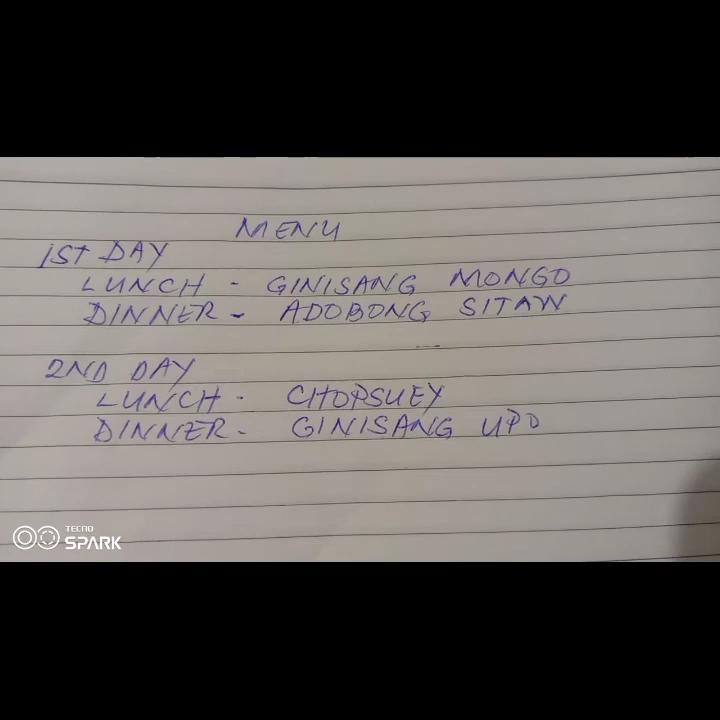 MENU
1ST DAY
LUNCH - GINISANG MONGO
DINNER - ADOBONG SITAW
2ND DAY
LUNCH - CHOPSUEY
DINNER - GINISANG UPO
TECNO
SPARK